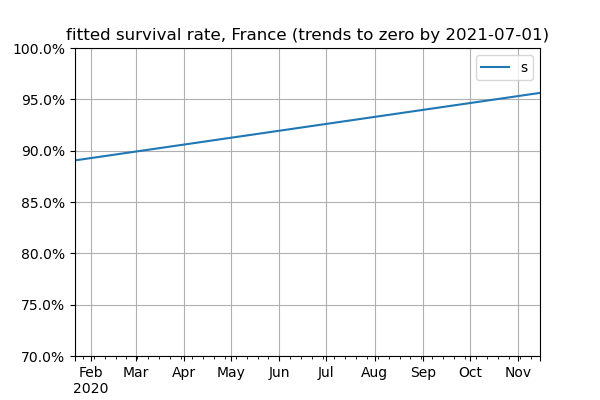 fitted survival rate, France (trends to zero by 2021-07-01)
100.0%
s
95.0%
90.0%
85.0%
80.0%
75.0%
70.0%
Feb Mar Apr May Jun Jul Aug Sep Oct Nov
2020